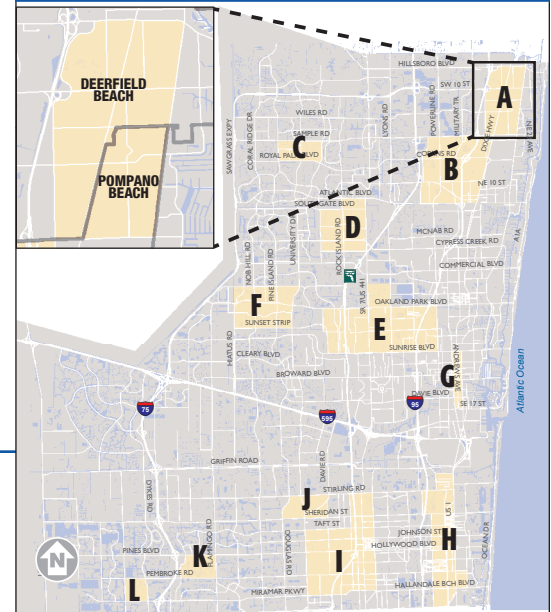 DEERFIELD
BEACH
POMPANO
BEACH
HILLSBORO BLVD
SW 10 ST
A
SAWGRASS EXPY
CORAL RIDGE DR
WILES RD
LYONS RD
POWERLINE RD
MILITARY TR
DIXIE HWY
SAMPLE RD
C
ROYAL PALM BLVD
COPANS RD
B
ATLANTIC BLVD
NE 10 ST
SOUTHGATE BLVD
D
UNIVERSITY DR
ROCK ISLAND RD
MCNAB RD
CYPRESS CREEK RD
A1A
NOB HILL RD
PINE ISLAND RD
COMMERCIAL BLVD
SR 7/US 441
F
OAKLAND PARK BLVD
SUNSET STRIP
E
HIATUS RD
CLEARY BLVD
SUNRISE BLVD
ANDREWS AVE
BROWARD BLVD
G
DAVIE BLVD
SE 17 ST
Atlantic Ocean
75
595
95
GRIFFIN ROAD
DAVIE RD
DYKES RD
J
STIRLING RD
SHERIDAN ST
TAFT ST
US 1
FLAMINGO RD
DOUGLAS RD
JOHNSON ST
H
HOLLYWOOD BLVD
OCEAN DR
N
PINES BLVD
K
I
PEMBROKE RD
L
MIRAMAR PKWY
HALLANDALE BCH BLVD